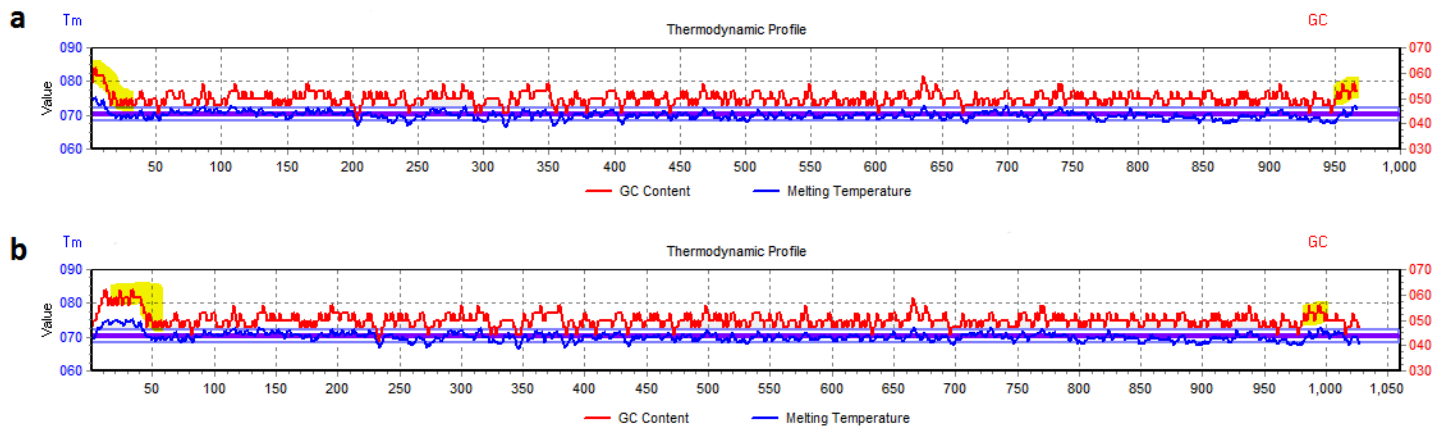 a
Tm
GC
Thermodynamic Profile
Value
090
080
070
060
070
060
050
040
030
50 100 150 200 250 300 350 400 450 500 550 600 650 700 750 800 850 900 950 1,000
GC Content Melting Temperature
b
Tm
GC
Thermodynamic Profile
Value
090
080
070
060
070
060
050
040
030
50 100 150 200 250 300 350 400 450 500 550 600 650 700 750 800 850 900 950 1,000 1,050
GC Content Melting Temperature